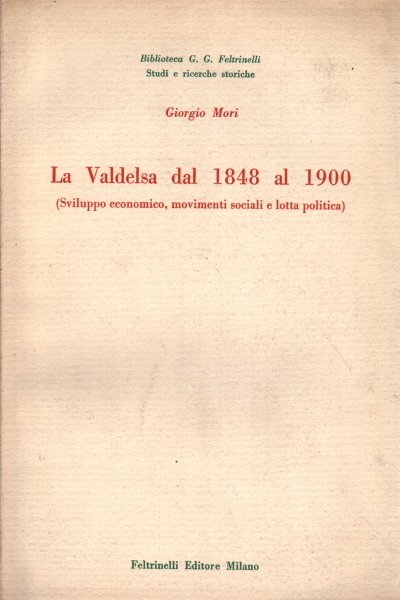 Biblioteca G. G. Feltrinelli
Studi e ricerche storiche
Giorgio Mori
La Valdelsa dal 1848 al 1900
(Sviluppo economico, movimenti sociali e lotta politica)
Feltrinelli Editore Milano